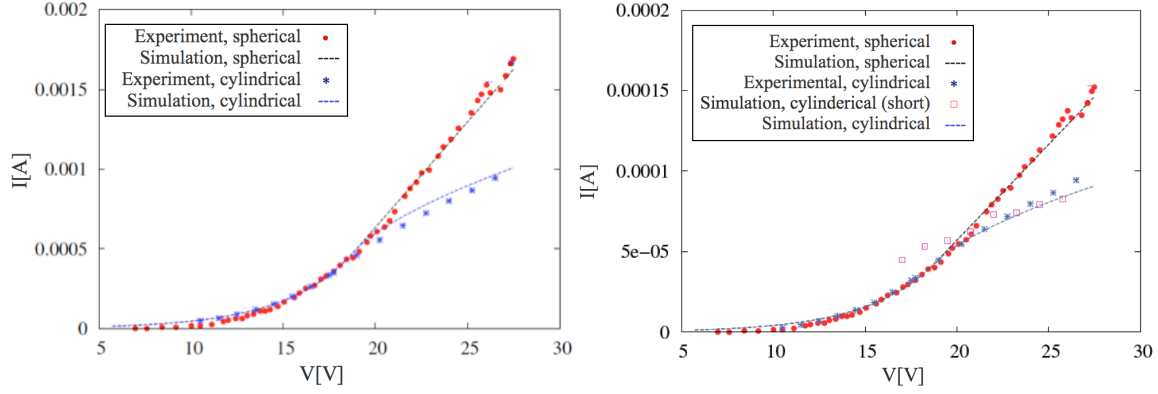 0.002
Experiment, spherical
Simulation, spherical
Experiment, cylindrical
Simulation, cylindrical
0.0015
0.001
0.0005
0
I[A]
5 10 15 20 25 30
V[V]
0.0002
Experiment, spherical
Simulation, spherical
Experimental, cylindrical
Simulation, cylinderical (short)
Simulation, cylindrical
0.00015
0.0001
5e-05
0
I[A]
5 10 15 20 25 30
V[V]